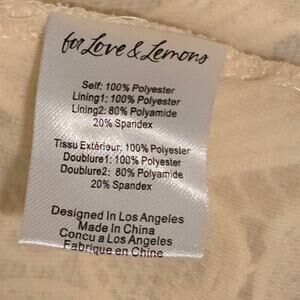 for Love & Lemons
Self: 100% Polyester
Lining1: 100% Polyester
Lining2: 80% Polyamide
20% Spandex
Tissu Extérieur: 100% Polyester
Doublure1: 100% Polyester
Doublure2: 80% Polyamide
20% Spandex
Designed In Los Angeles
Made In China
Concu a Los Angeles
Fabrique en Chine